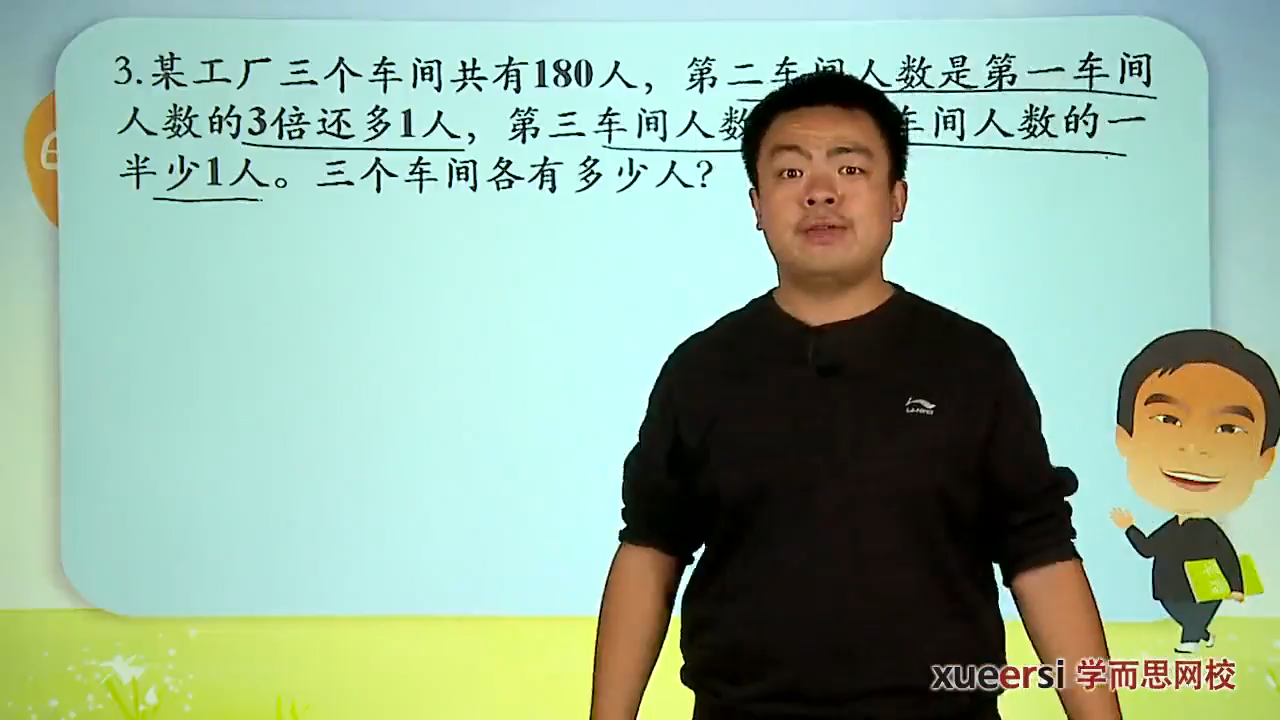 3.某工厂三个车间共有180人，第二车间人数是第一车间
人数的3倍还多1人，第三车间人数 车间人数的一
半少1人。三个车间各有多少人？
LI-NING
xueersi 学而思网校